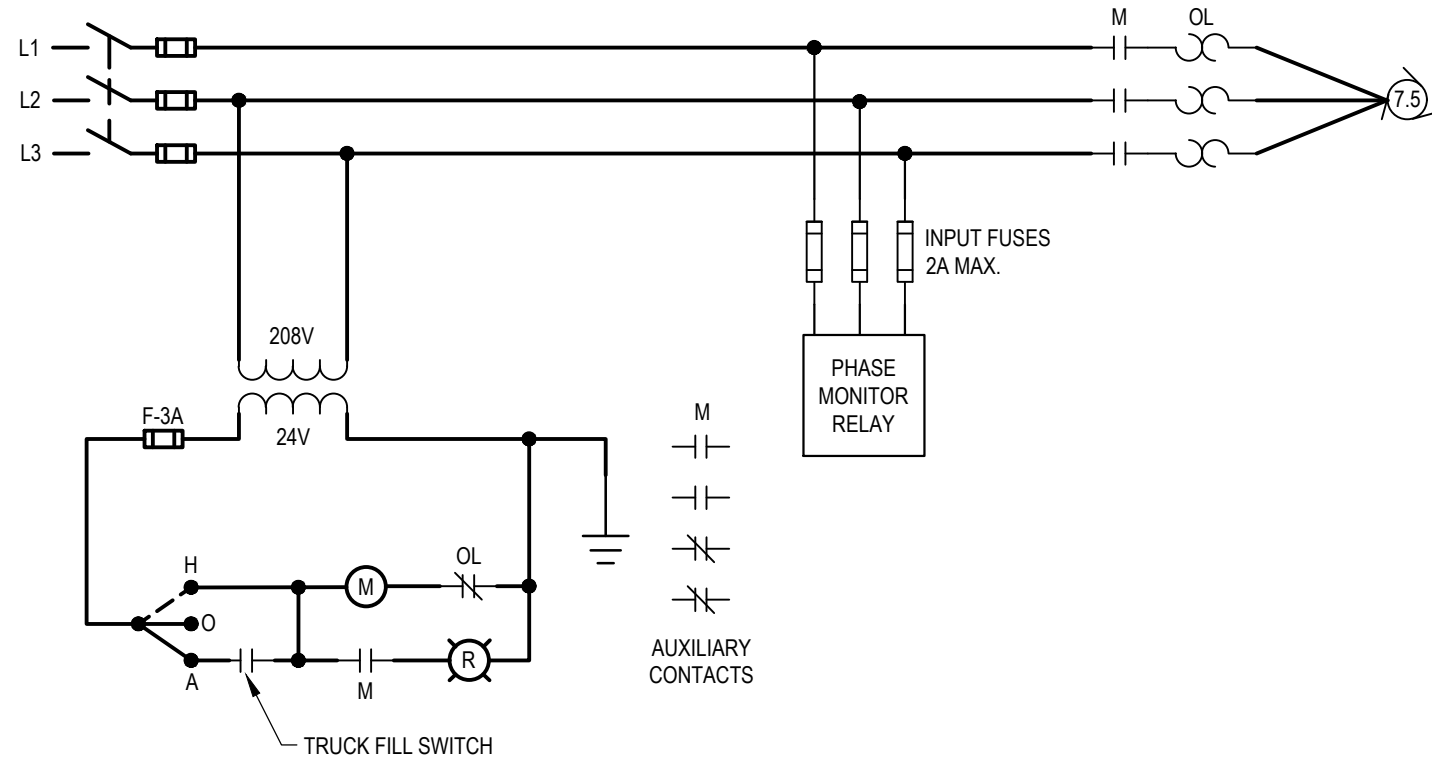 M OL
L1
L2
7.5
L3
INPUT FUSES
2A MAX.
208V
PHASE
MONITOR
RELAY
F-3A
24V
M
H
M
OL
O
A
M
R
AUXILIARY
CONTACTS
TRUCK FILL SWITCH